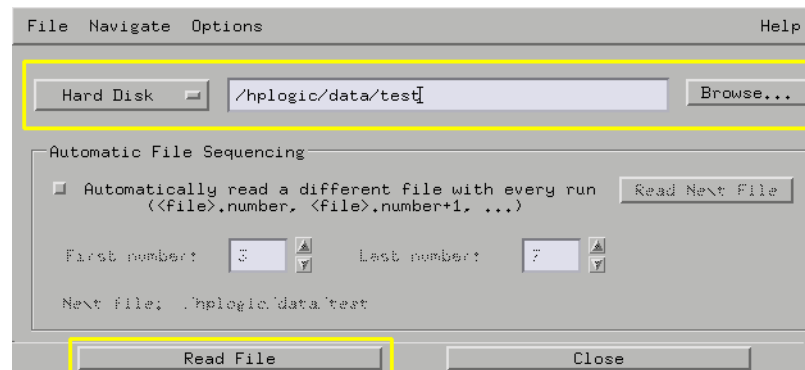 File Navigate Options Help
Hard Disk /hplogic/data/test Browse...
Automatic File Sequencing
Automatically read a different file with every run Read Next File
(<file>.number, <file>.number+1, ...)
First number: 3 Last number: 7
Next file: /hplogic/data/test
Read File Close